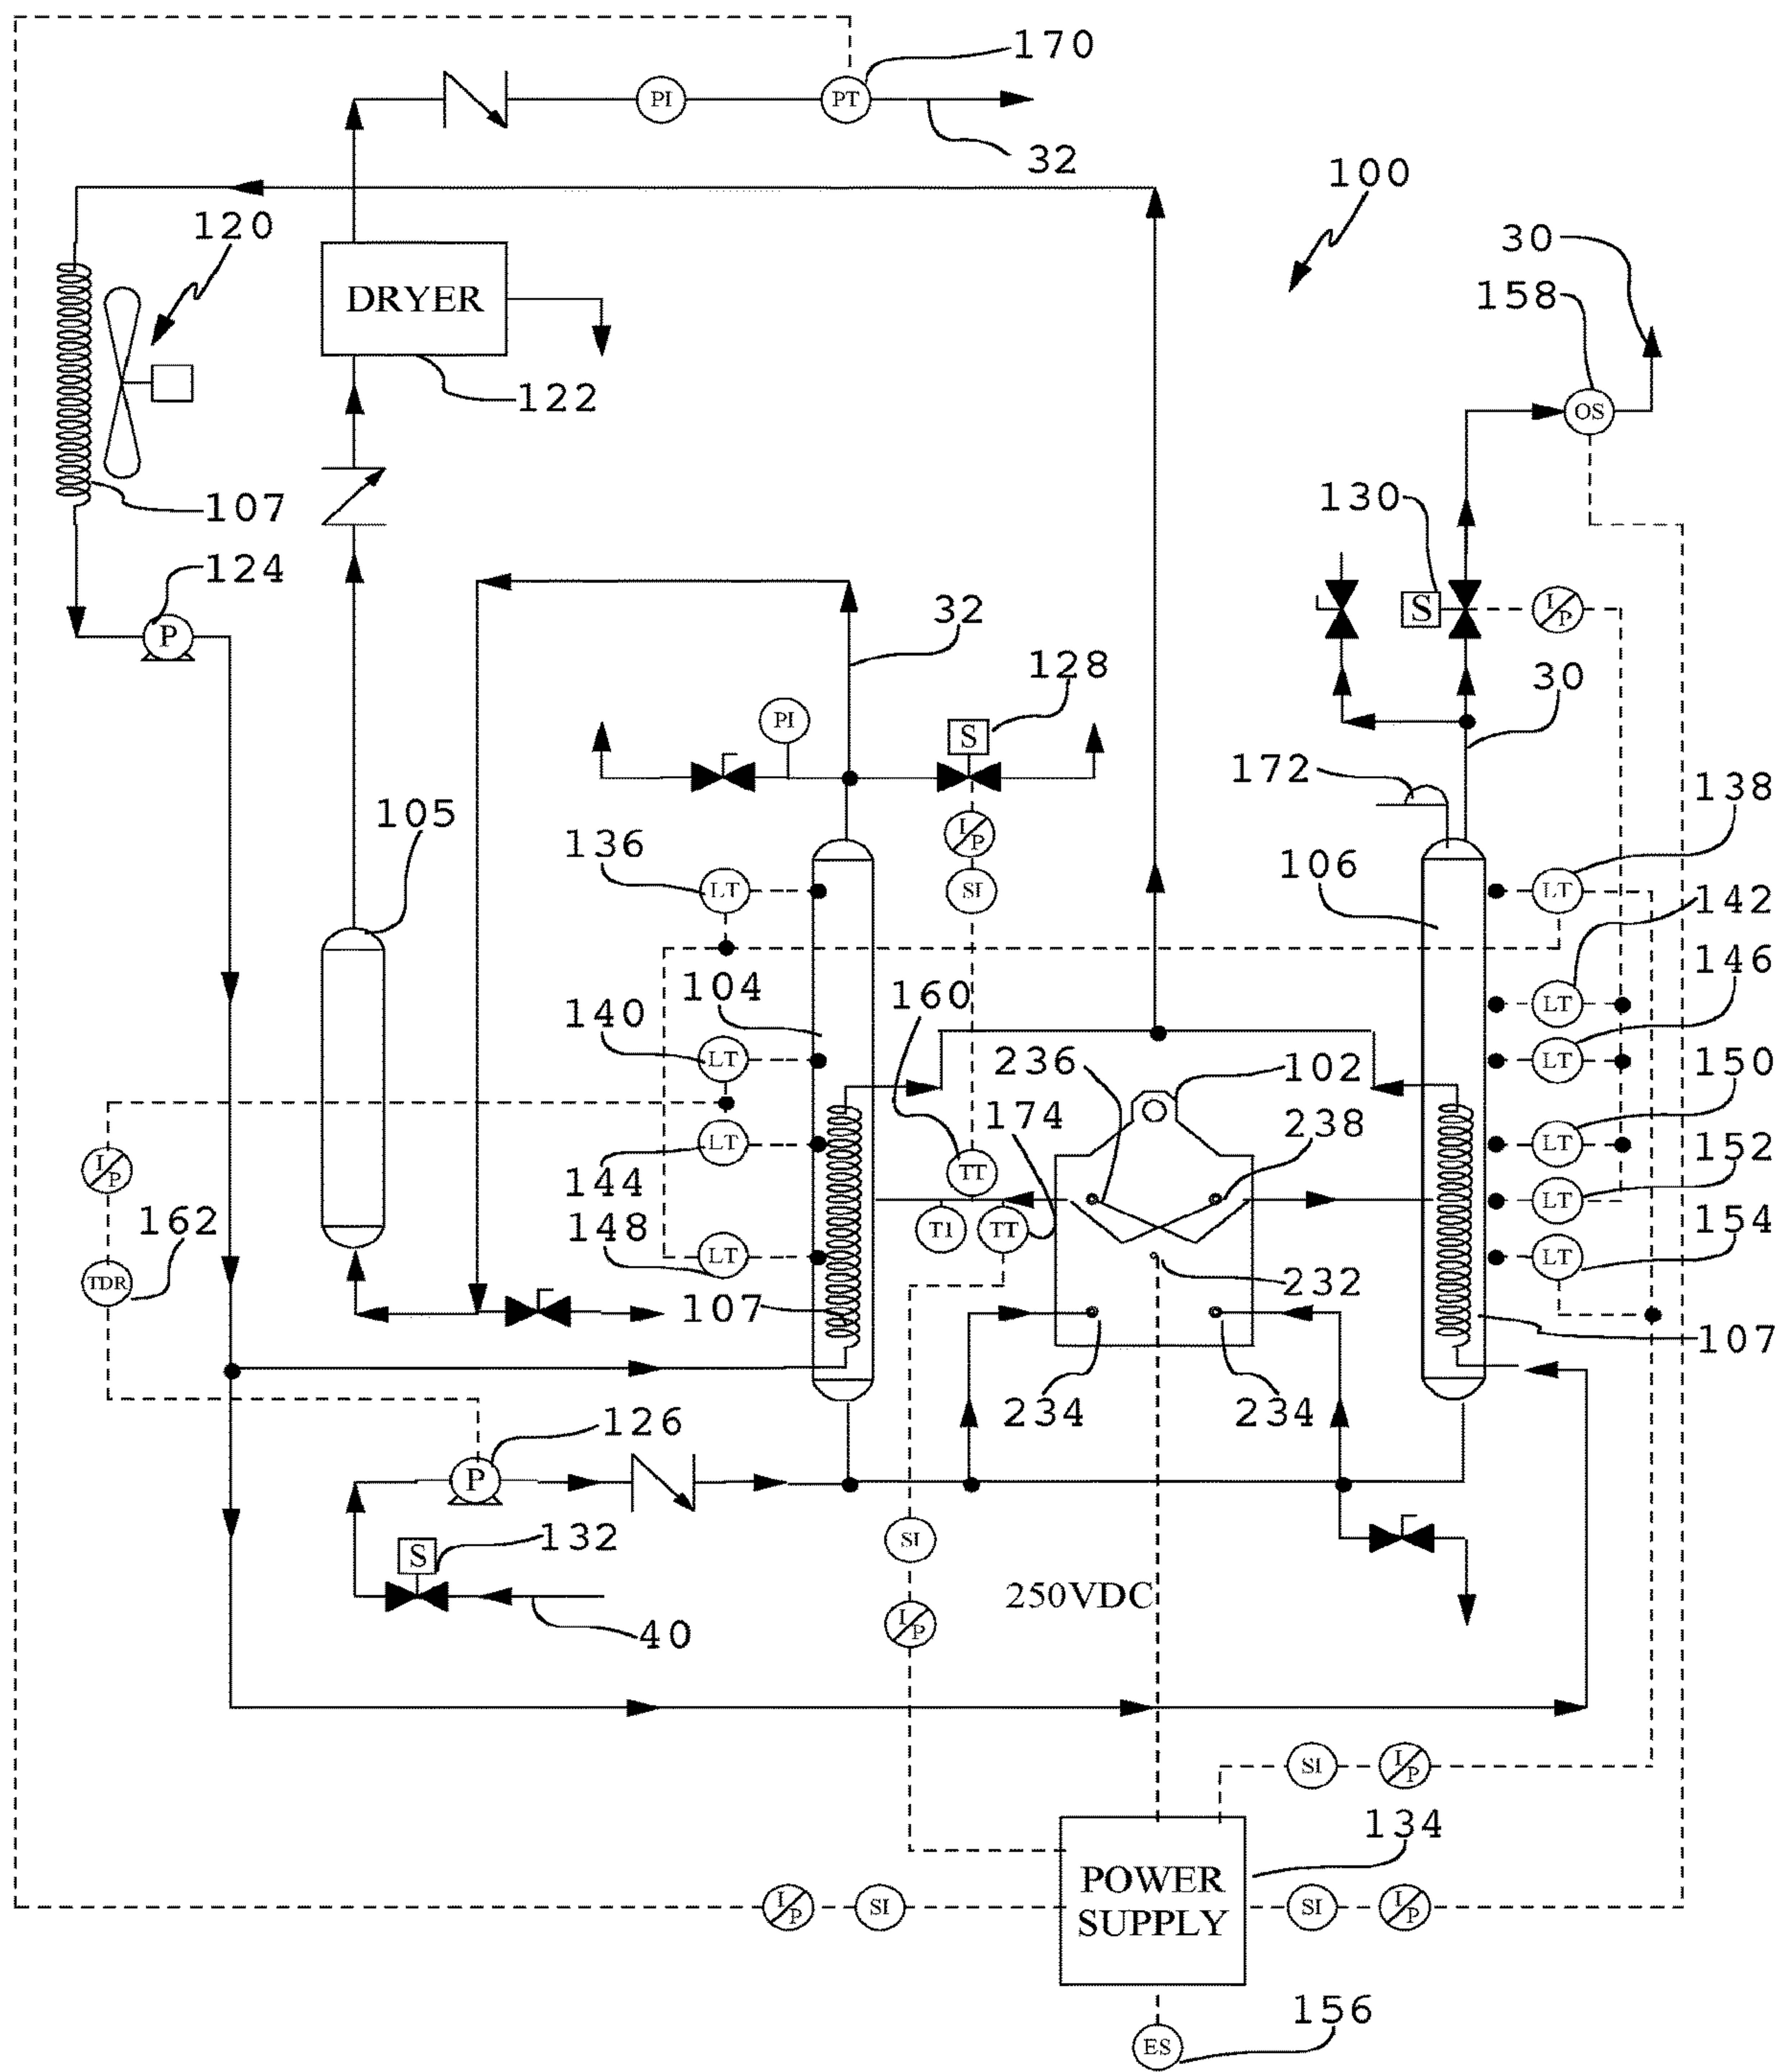 170
PI
PT
32
100
120
30
158
DRYER
OS
122
130
107
124
P
32
S
I/P
128
30
PI
S
172
138
105
136
I/P
106
LT
SI
LT
142
104
160
146
140
LT
LT
236
102
LT
150
174
238
LT
I/P
144
TT
LT
152
162
148
TI
TT
LT
154
TDR
LT
232
LT
107
107
234
234
126
P
132
SI
S
250VDC
I/P
40
SI
I/P
134
POWER
SUPPLY
I/P
SI
SI
I/P
156
ES